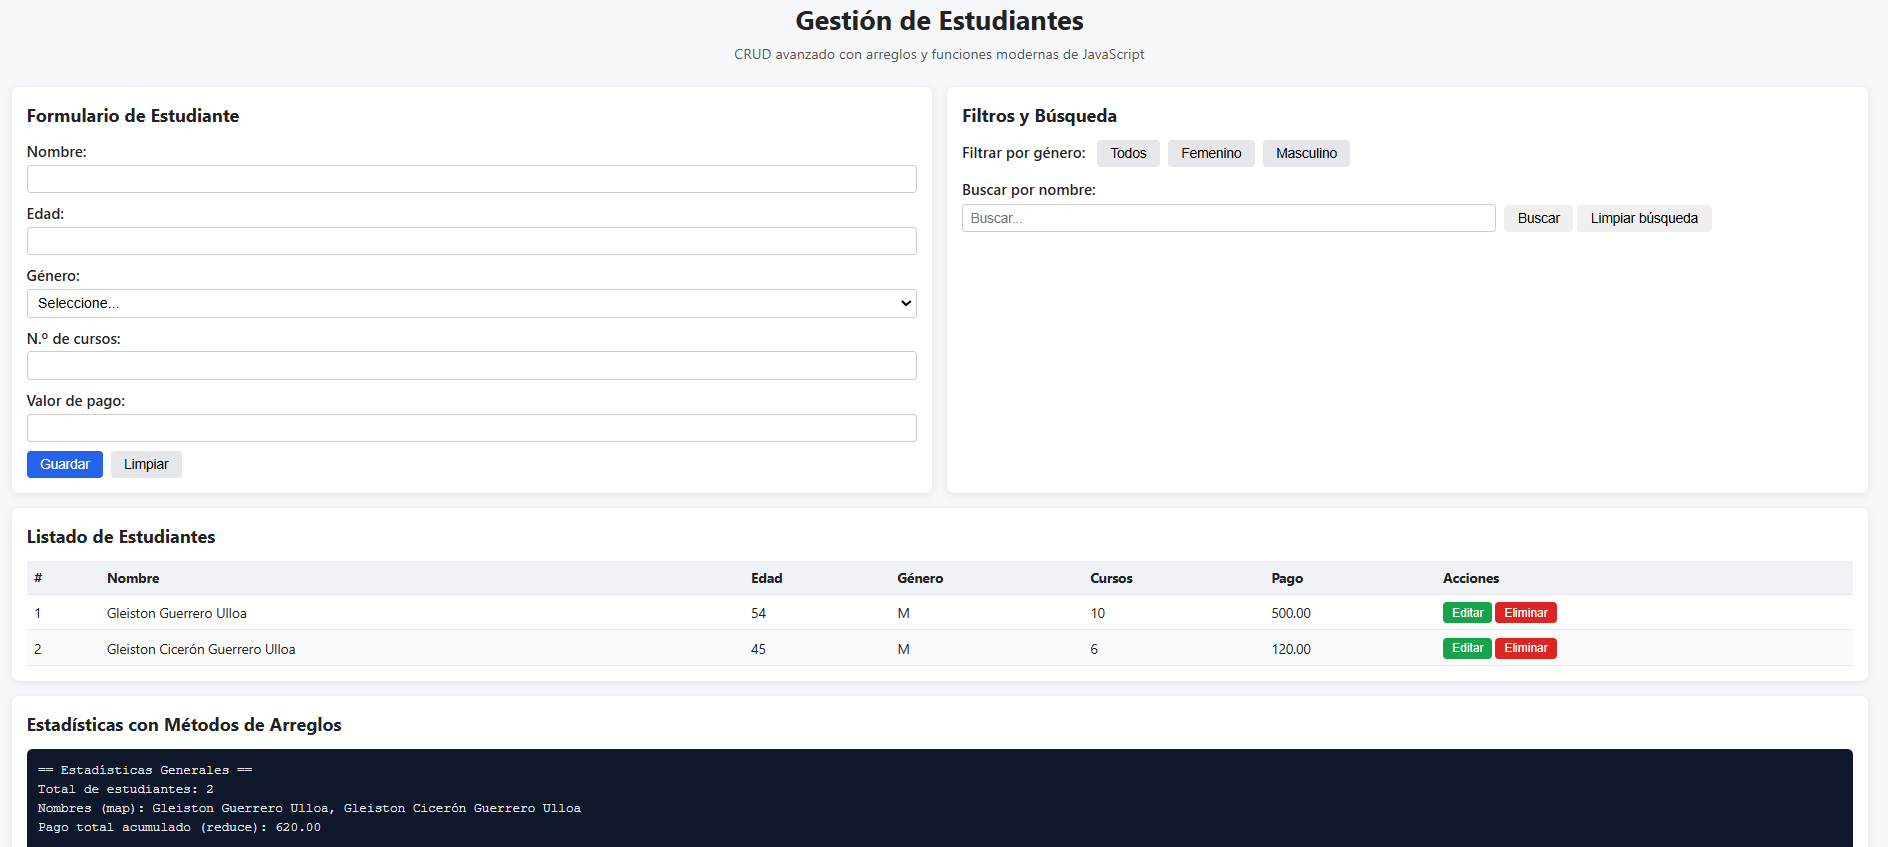 Gestión de Estudiantes
CRUD avanzado con arreglos y funciones modernas de JavaScript
Formulario de Estudiante
Nombre:
Edad:
Género:
Seleccione...
N.º de cursos:
Valor de pago:
Guardar Limpiar
Filtros y Búsqueda
Filtrar por género: Todos Femenino Masculino
Buscar por nombre:
Buscar... Buscar Limpiar búsqueda
Listado de Estudiantes
# Nombre Edad Género Cursos Pago Acciones
1 Gleiston Guerrero Ulloa 54 M 10 500.00 Editar Eliminar
2 Gleiston Cicerón Guerrero Ulloa 45 M 6 120.00 Editar Eliminar
Estadísticas con Métodos de Arreglos
== Estadísticas Generales ==
Total de estudiantes: 2
Nombres (map): Gleiston Guerrero Ulloa, Gleiston Cicerón Guerrero Ulloa
Pago total acumulado (reduce): 620.00